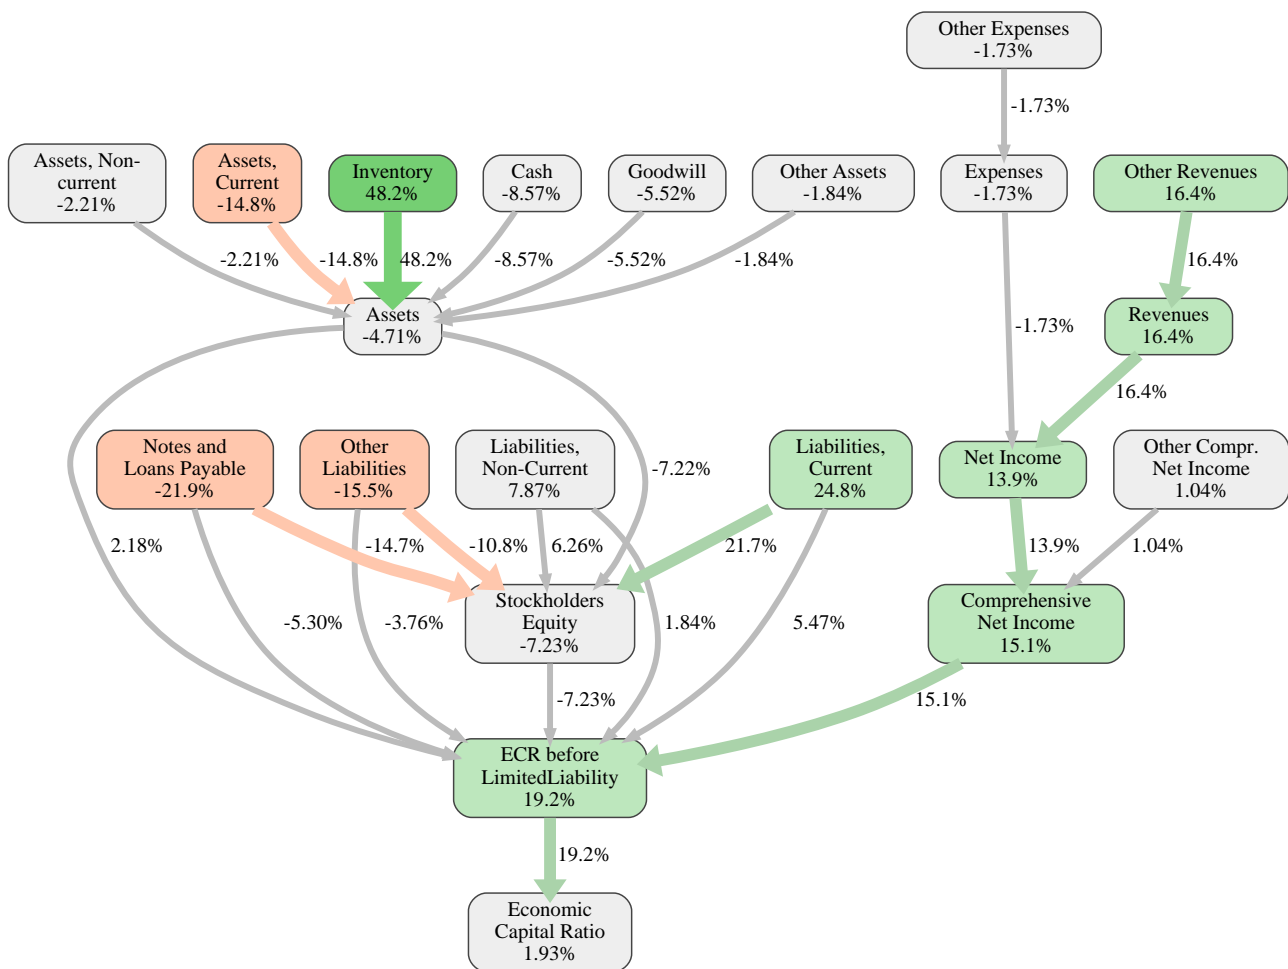 Other Expenses
-1.73%
-1.73%
Assets, Non-
current
-2.21%
Assets,
Current
-14.8%
Inventory
48.2%
Cash
-8.57%
Goodwill
-5.52%
Other Assets
-1.84%
Expenses
-1.73%
Other Revenues
16.4%
-2.21%
-14.8%
48.2%
-8.57%
-5.52%
-1.84%
16.4%
Assets
-4.71%
-1.73%
Revenues
16.4%
16.4%
Notes and
Loans Payable
-21.9%
Other
Liabilities
-15.5%
Liabilities,
Non-Current
7.87%
-7.22%
Liabilities,
Current
24.8%
Net Income
13.9%
Other Compr.
Net Income
1.04%
2.18%
-14.7%
-10.8%
6.26%
21.7%
13.9%
1.04%
Stockholders
Equity
-7.23%
Comprehensive
Net Income
15.1%
-5.30%
-3.76%
1.84%
5.47%
-7.23%
15.1%
ECR before
LimitedLiability
19.2%
19.2%
Economic
Capital Ratio
1.93%